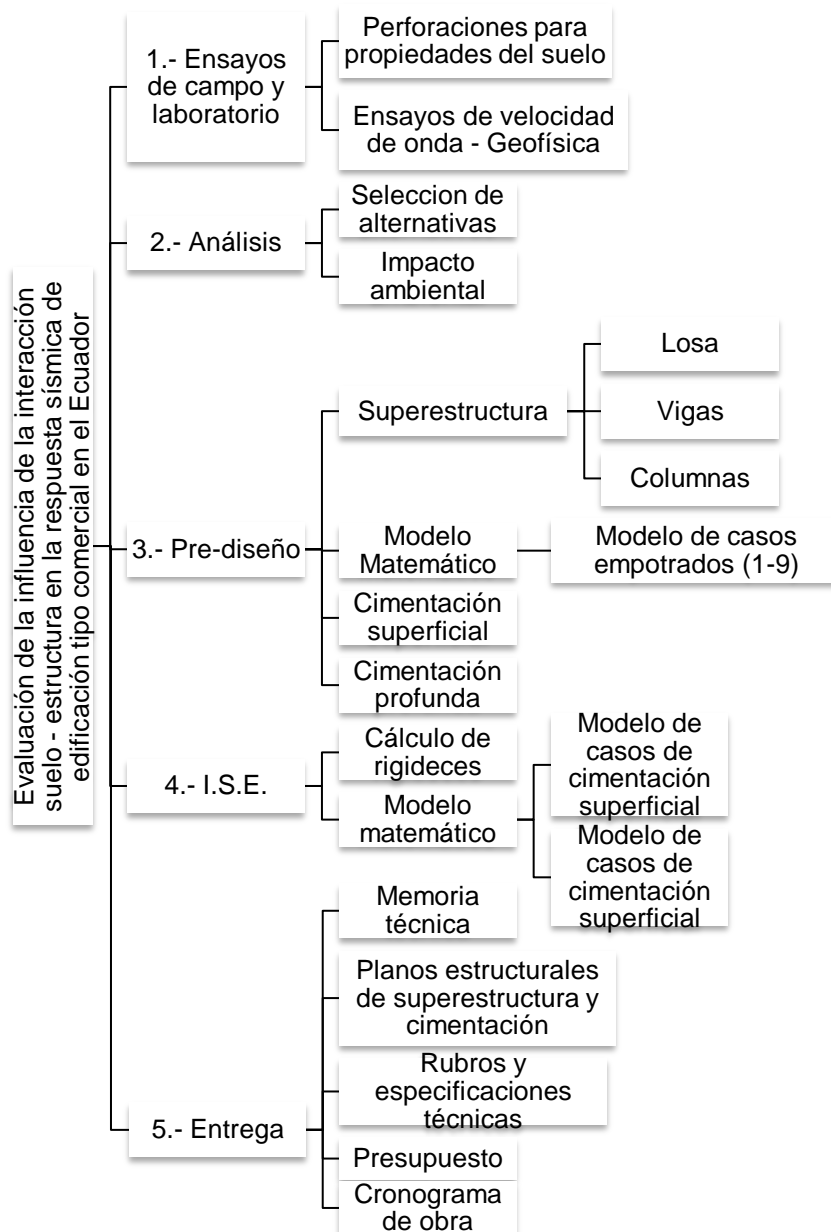 Evaluación de la influencia de la interacción
suelo - estructura en la respuesta sísmica de
edificación tipo comercial en el Ecuador
1.- Ensayos
de campo y
laboratorio
Perforaciones para
propiedades del suelo
Ensayos de velocidad
de onda - Geofísica
2.- Análisis
Seleccion de
alternativas
Impacto
ambiental
3.- Pre-diseño
Superestructura
Losa
Vigas
Columnas
Modelo
Matemático
Modelo de casos
empotrados (1-9)
Cimentación
superficial
Cimentación
profunda
4.- I.S.E.
Cálculo de
rigideces
Modelo
matemático
Modelo de
casos de
cimentación
superficial
Modelo de
casos de
cimentación
superficial
5.- Entrega
Memoria
técnica
Planos estructurales
de superestructura y
cimentación
Rubros y
especificaciones
técnicas
Presupuesto
Cronograma
de obra